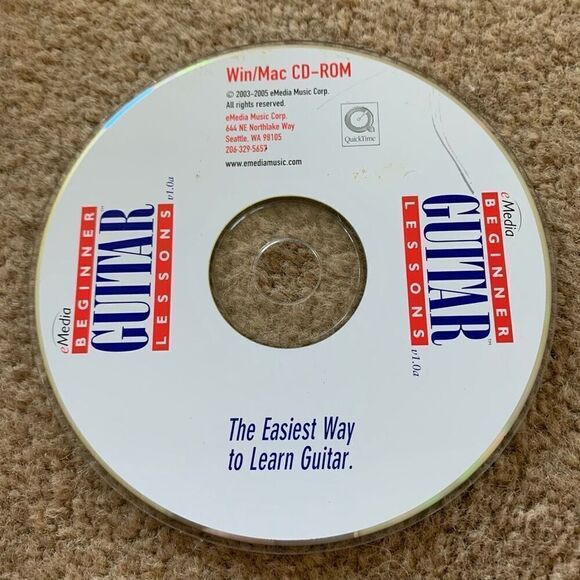 Win/Mac CD-ROM
© 2003-2005 eMedia Music Corp.
All rights reserved.
eMedia Music Corp.
644 NE Northlake Way
Seattle, WA 98105
206-329-5657
www.emediamusic.com
QuickTime
eMedia
BEGINNER
GUITAR™
LESSONS
v1.0a
eMedia
BEGINNER
GUITAR™
LESSONS
v1.0a
The Easiest Way
to Learn Guitar.